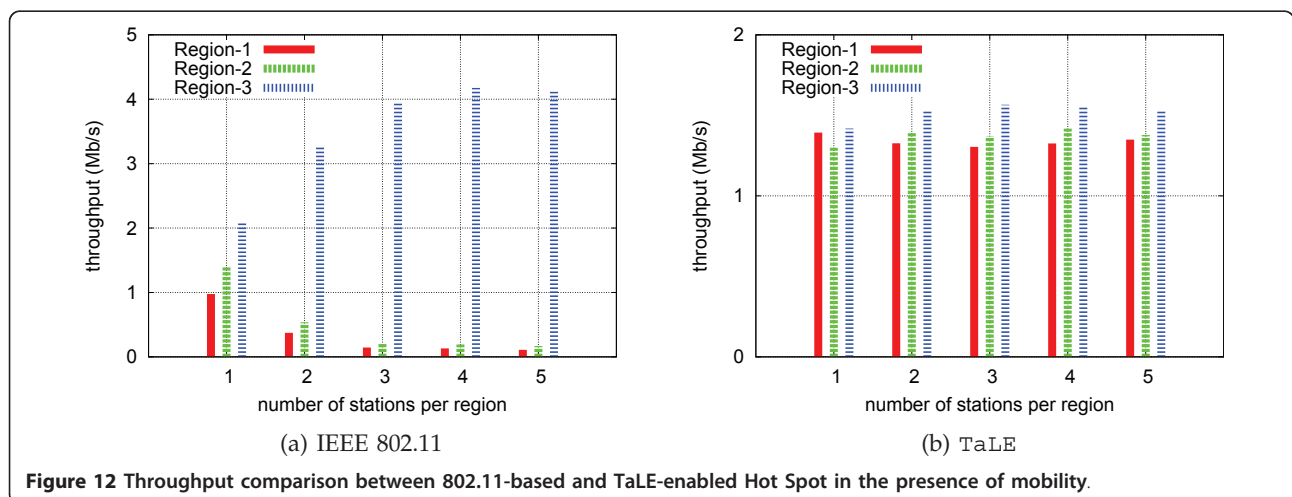 5
4
3
2
1
0
throughput (Mb/s)
Region-1
Region-2
Region-3
1 2 3 4 5
number of stations per region
(a) IEEE 802.11
2
1
0
throughput (Mb/s)
Region-1
Region-2
Region-3
1 2 3 4 5
number of stations per region
(b) TaLE
Figure 12 Throughput comparison between 802.11-based and TaLE-enabled Hot Spot in the presence of mobility.